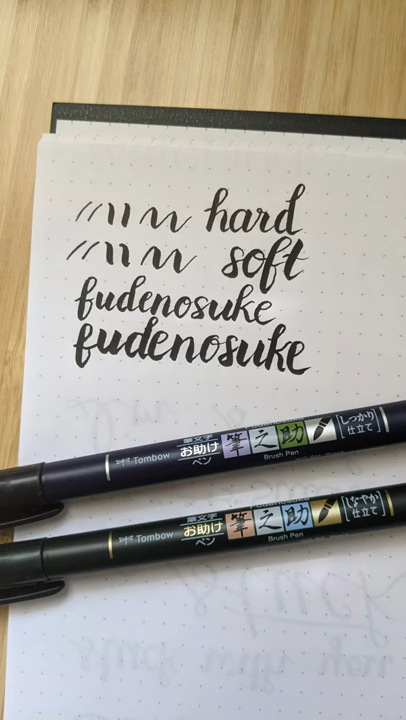 hard
soft
fudenosuke
fudenosuke
Tombow
筆文字
お助け
ペン
筆之助
Brush Pen
しっかり
仕立て
Tombow
筆文字
お助け
ペン
筆之助
Brush Pen
しなやか
仕立て